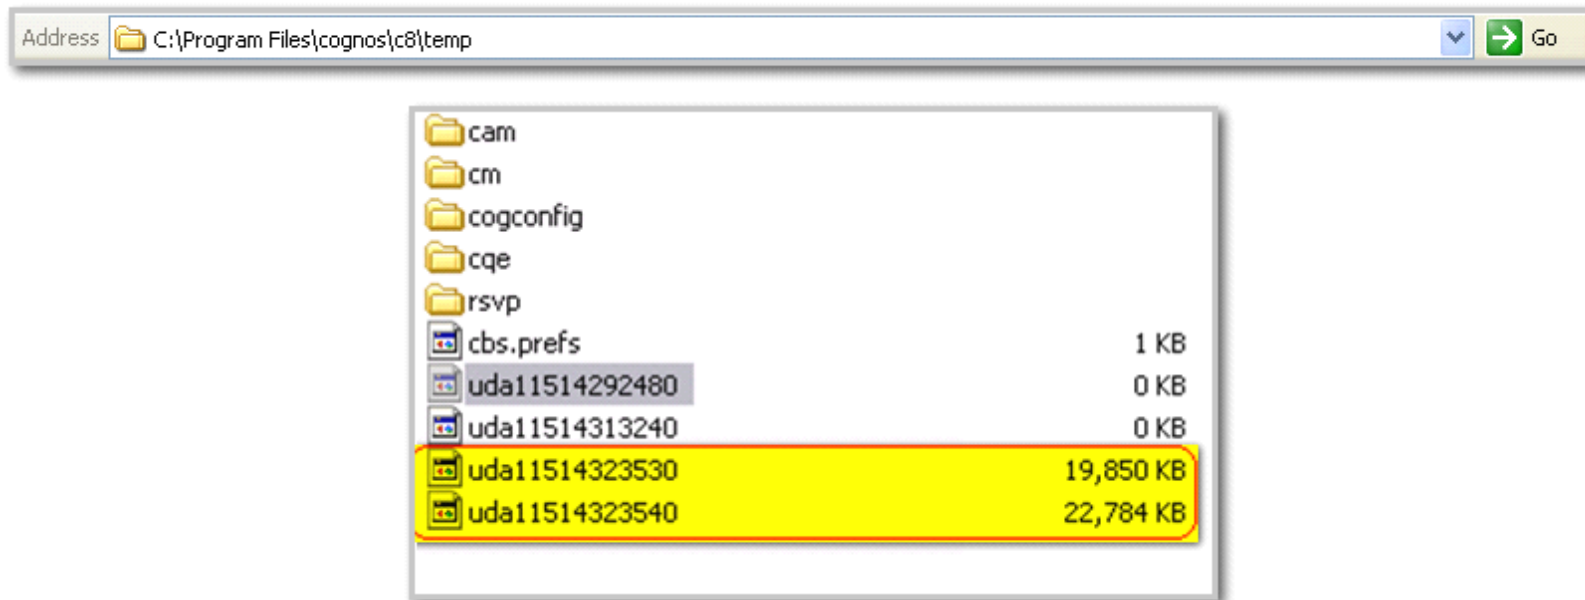 Address C:\Program Files\cognos\c8\temp Go
cam
cm
cogconfig
cqe
rsvp
cbs.prefs 1 KB
uda11514292480 0 KB
uda11514313240 0 KB
uda11514323530 19,850 KB
uda11514323540 22,784 KB